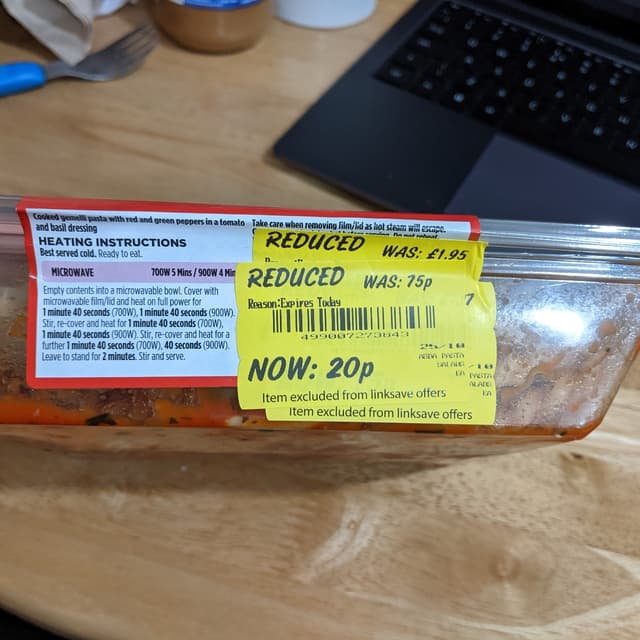 Cooked gemelli pasta with red and green peppers in a tomato
and basil dressing
HEATING INSTRUCTIONS
Best served cold. Ready to eat.
MICROWAVE 700W 5 Mins / 900W 4 Min
Empty contents into a microwavable bowl. Cover with
microwavable film/lid and heat on full power for
1 minute 40 seconds (700W), 1 minute 40 seconds (900W).
Stir, re-cover and heat for 1 minute 40 seconds (700W),
1 minute 40 seconds (900W). Stir, re-cover and heat for a
further 1 minute 40 seconds (700W), 40 seconds (900W).
Leave to stand for 2 minutes. Stir and serve.
Take care when removing film/lid as hot steam will escape.
REDUCED WAS: £1.95
REDUCED WAS: 75p
7
Reason:Expires Today
499007273843
25/10
ASDA PASTA
SALAD
EA
NOW: 20p
Item excluded from linksave offers
Item excluded from linksave offers